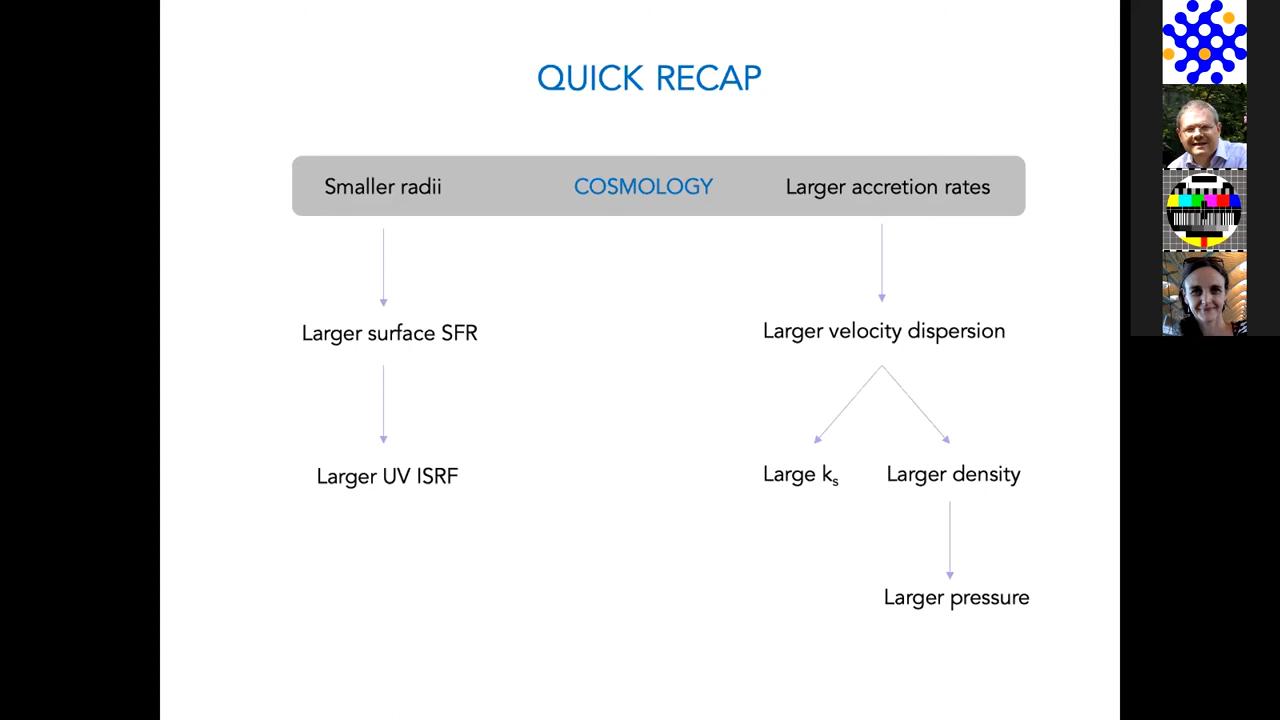 QUICK RECAP
Smaller radii COSMOLOGY Larger accretion rates
Larger surface SFR Larger velocity dispersion
Larger UV ISRF Large ks Larger density
Larger pressure